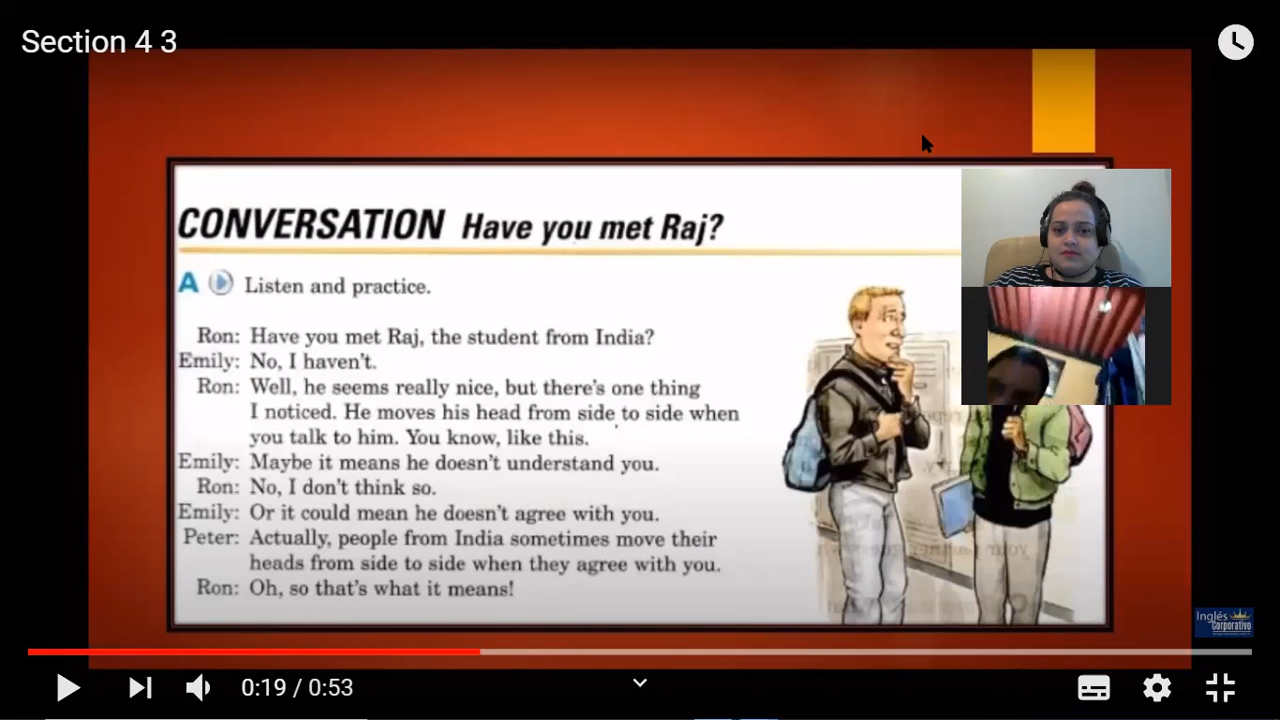 Section 4 3
CONVERSATION Have you met Raj?
A Listen and practice.
Ron: Have you met Raj, the student from India?
Emily: No, I haven't.
Ron: Well, he seems really nice, but there's one thing
I noticed. He moves his head from side to side when
you talk to him. You know, like this.
Emily: Maybe it means he doesn't understand you.
Ron: No, I don't think so.
Emily: Or it could mean he doesn't agree with you.
Peter: Actually, people from India sometimes move their
heads from side to side when they agree with you.
Ron: Oh, so that's what it means!
Inglés
Corporativo
0:19 / 0:53